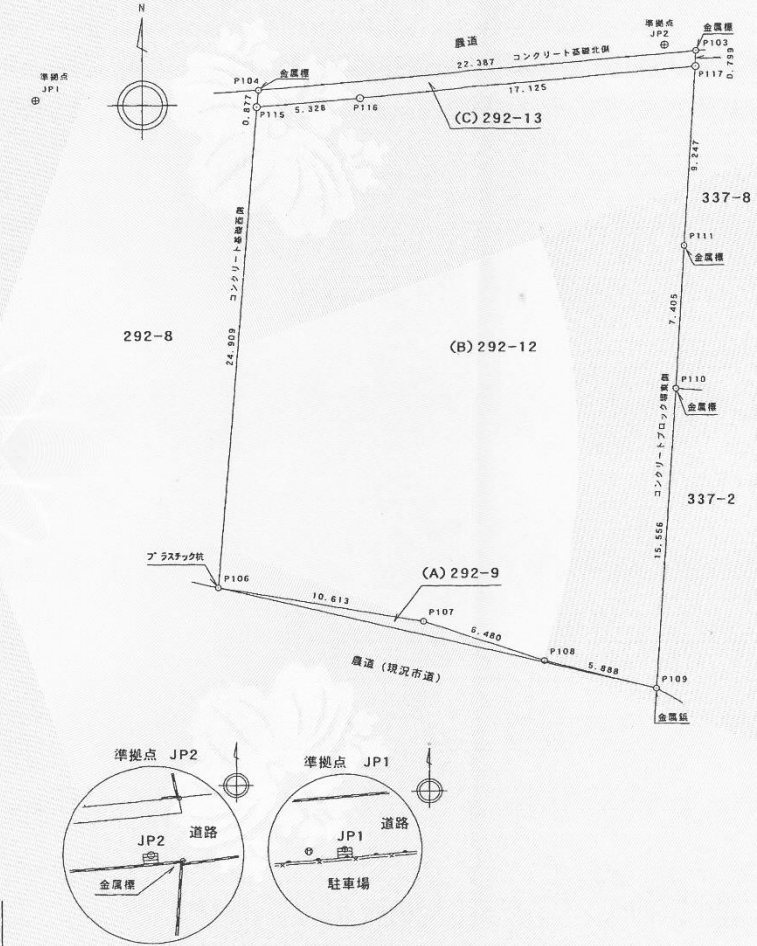 N
準拠点
JP1
農道
コンクリート基礎北側
22.387
準拠点
JP2
金属標
P103
0.799
P117
P104
金属標
0.877
P115
5.328
P116
17.125
(C)292-13
9.247
337-8
P111
金属標
コンクリート基礎西側
24.909
292-8
(B)292-12
7.405
P110
金属標
コンクリートブロック塀東側
15.556
337-2
プラスチック杭
P106
(A)292-9
10.613
P107
6.480
P108
5.888
P109
農道(現況市道)
金属鋲
準拠点 JP2
道路
JP2
金属標
準拠点 JP1
道路
JP1
駐車場